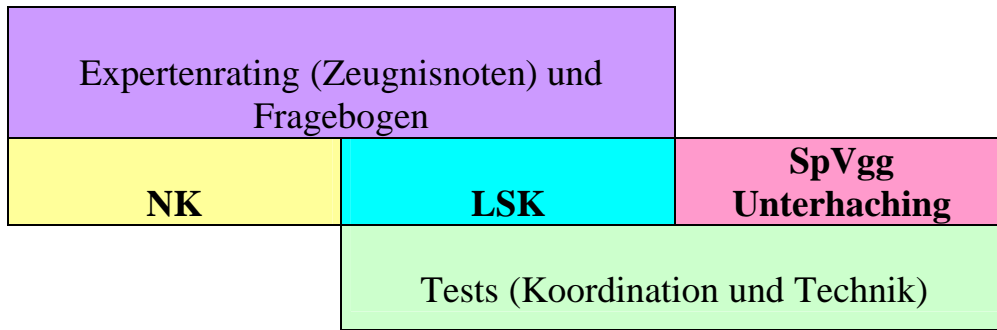 Expertenrating (Zeugnisnoten) und
Fragebogen
NK
LSK
SpVgg
Unterhaching
Tests (Koordination und Technik)